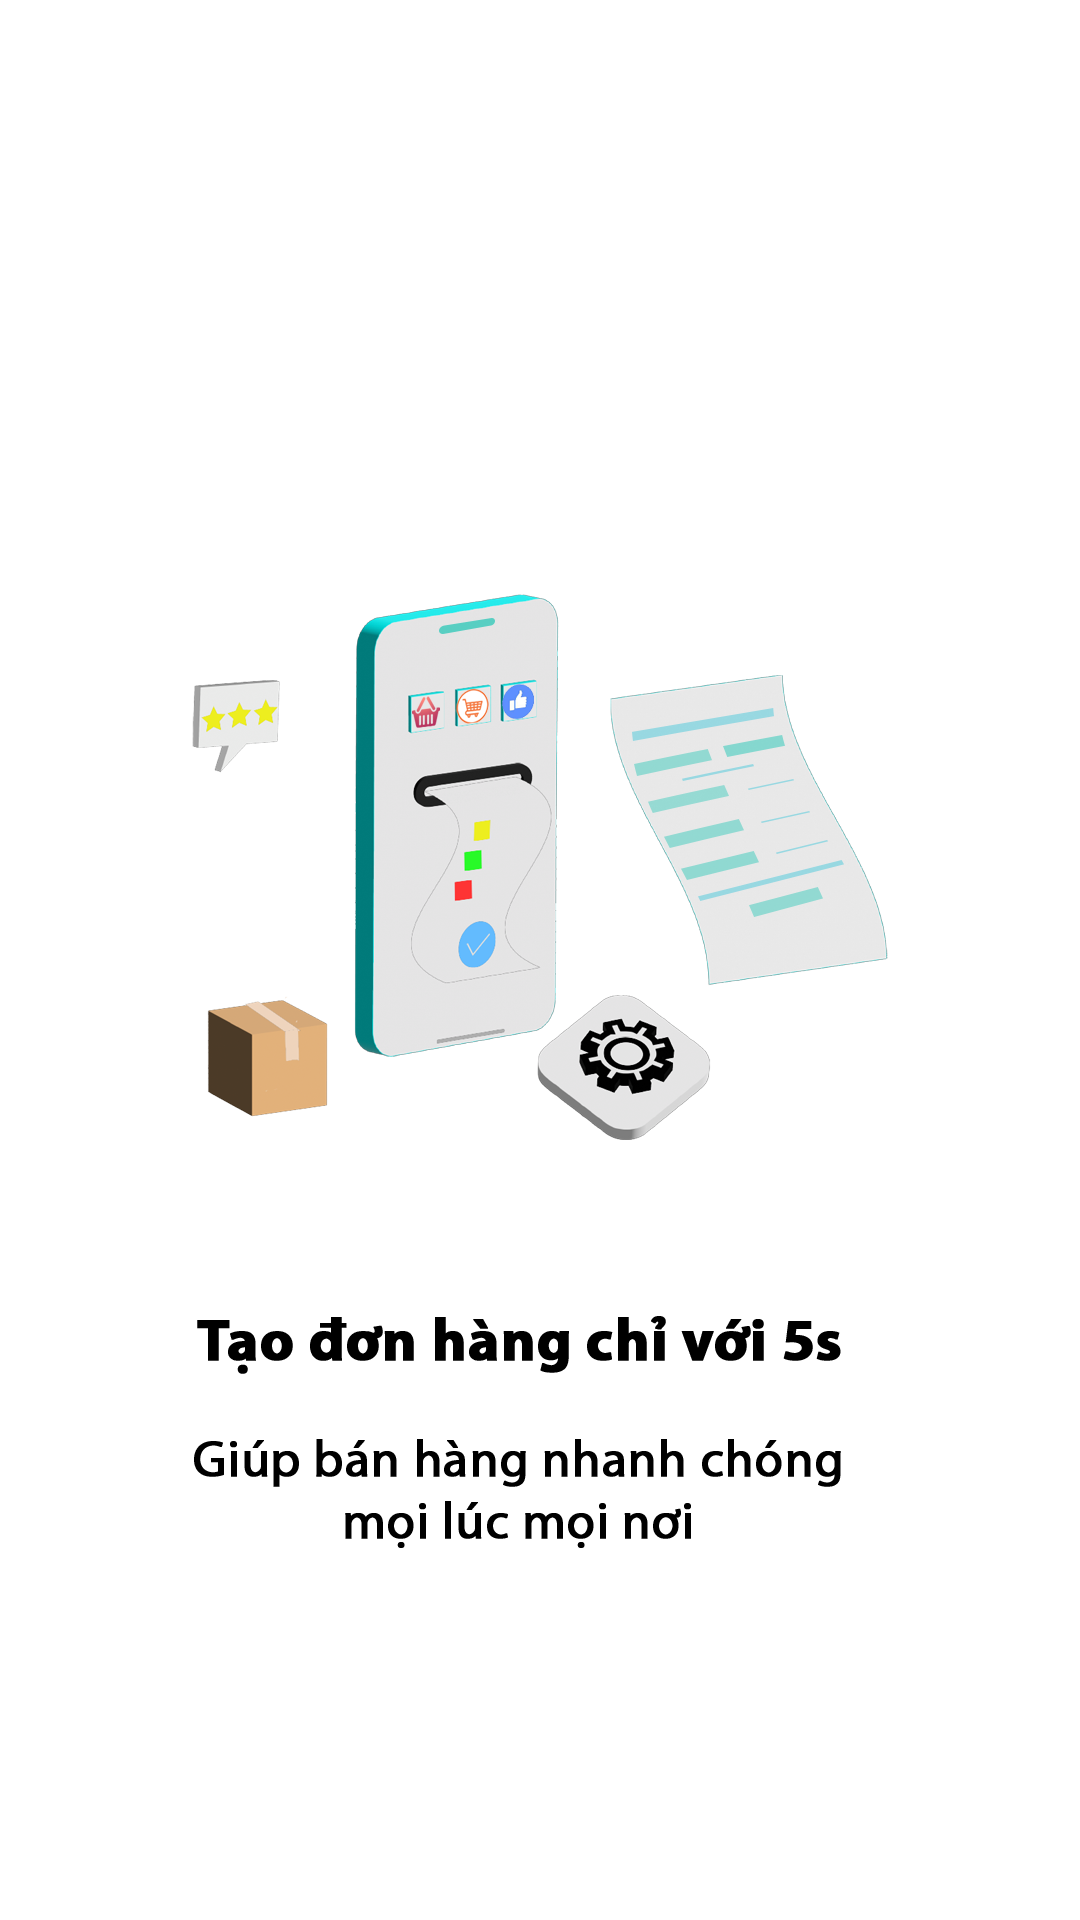 Tạo đơn hàng chỉ với 5s
Giúp bán hàng nhanh chóng
mọi lúc mọi nơi